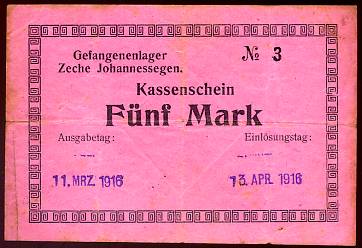 Gefangenenlager
Zeche Johannessegen.
№ 3
Kassenschein
Fünf Mark
Ausgabetag: Einlösungstag:
11. MRZ. 1916 13. APR. 1916